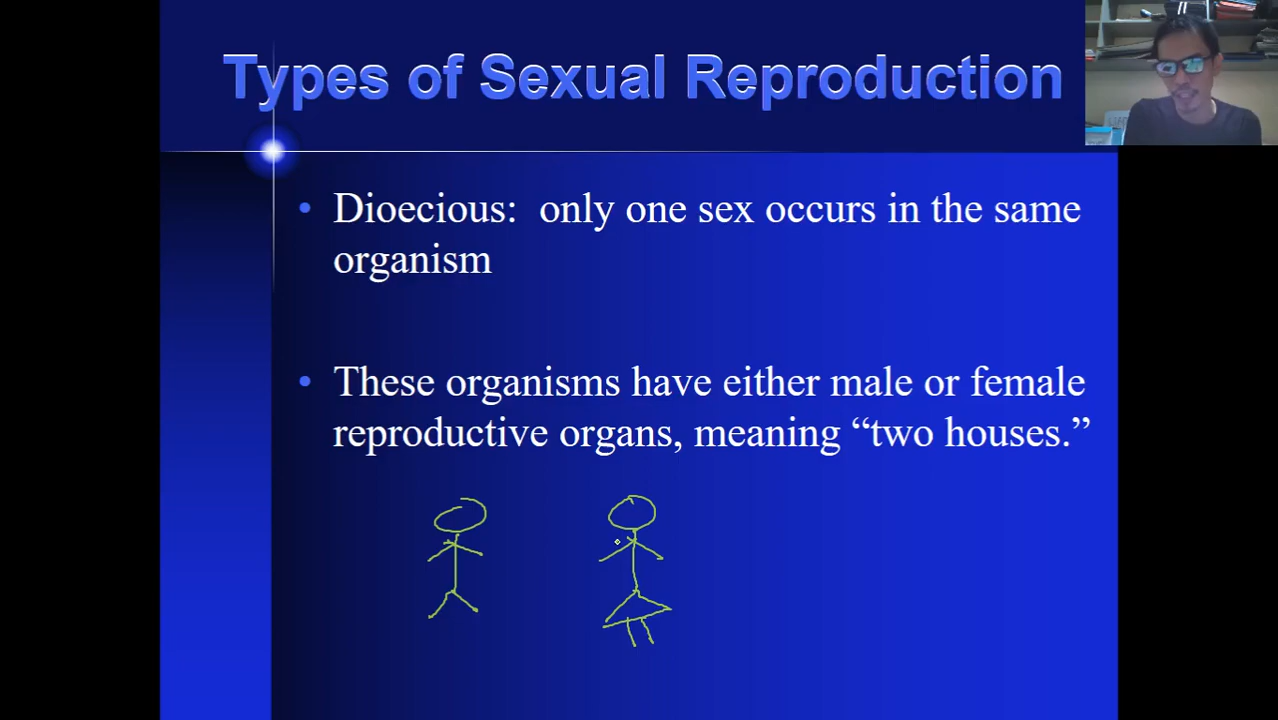 Types of Sexual Reproduction
• Dioecious: only one sex occurs in the same
organism
• These organisms have either male or female
reproductive organs, meaning “two houses.”